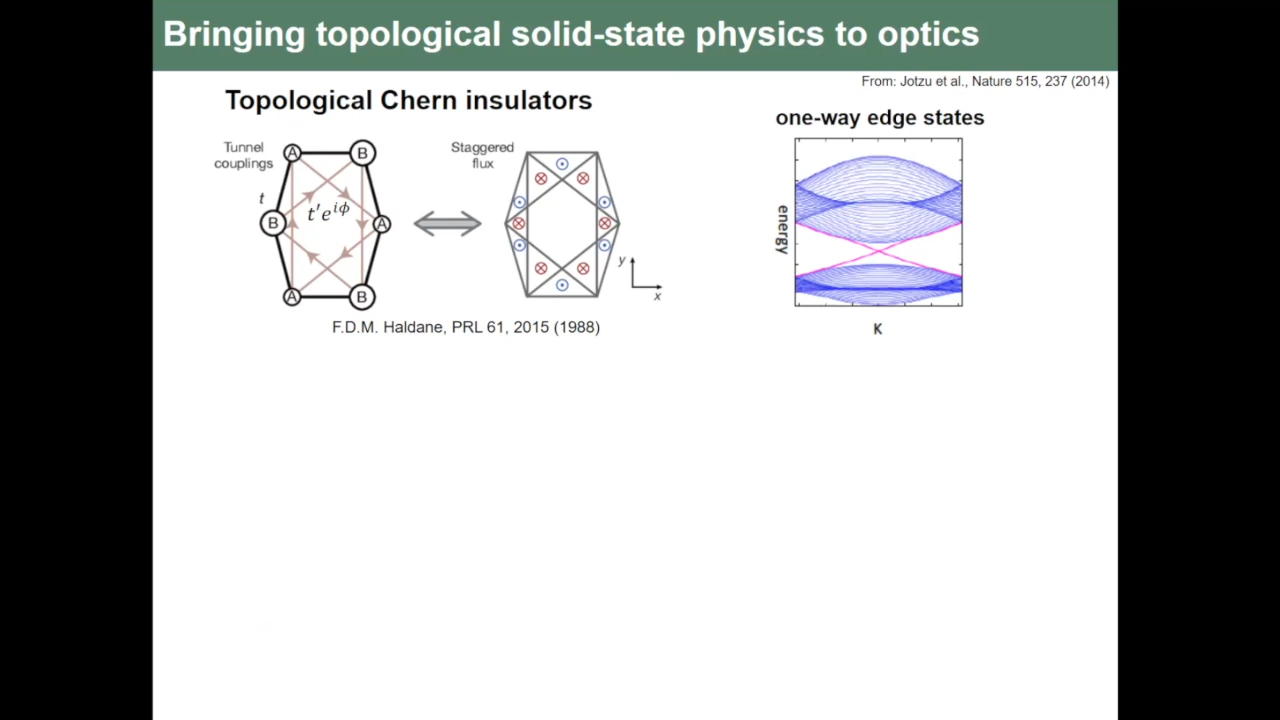 Bringing topological solid-state physics to optics
From: Jotzu et al., Nature 515, 237 (2014)
Topological Chern insulators
one-way edge states
Tunnel
couplings
A
B
Staggered
flux
t
t′e^{iϕ}
B
A
energy
y
x
A
B
F.D.M. Haldane, PRL 61, 2015 (1988)
K